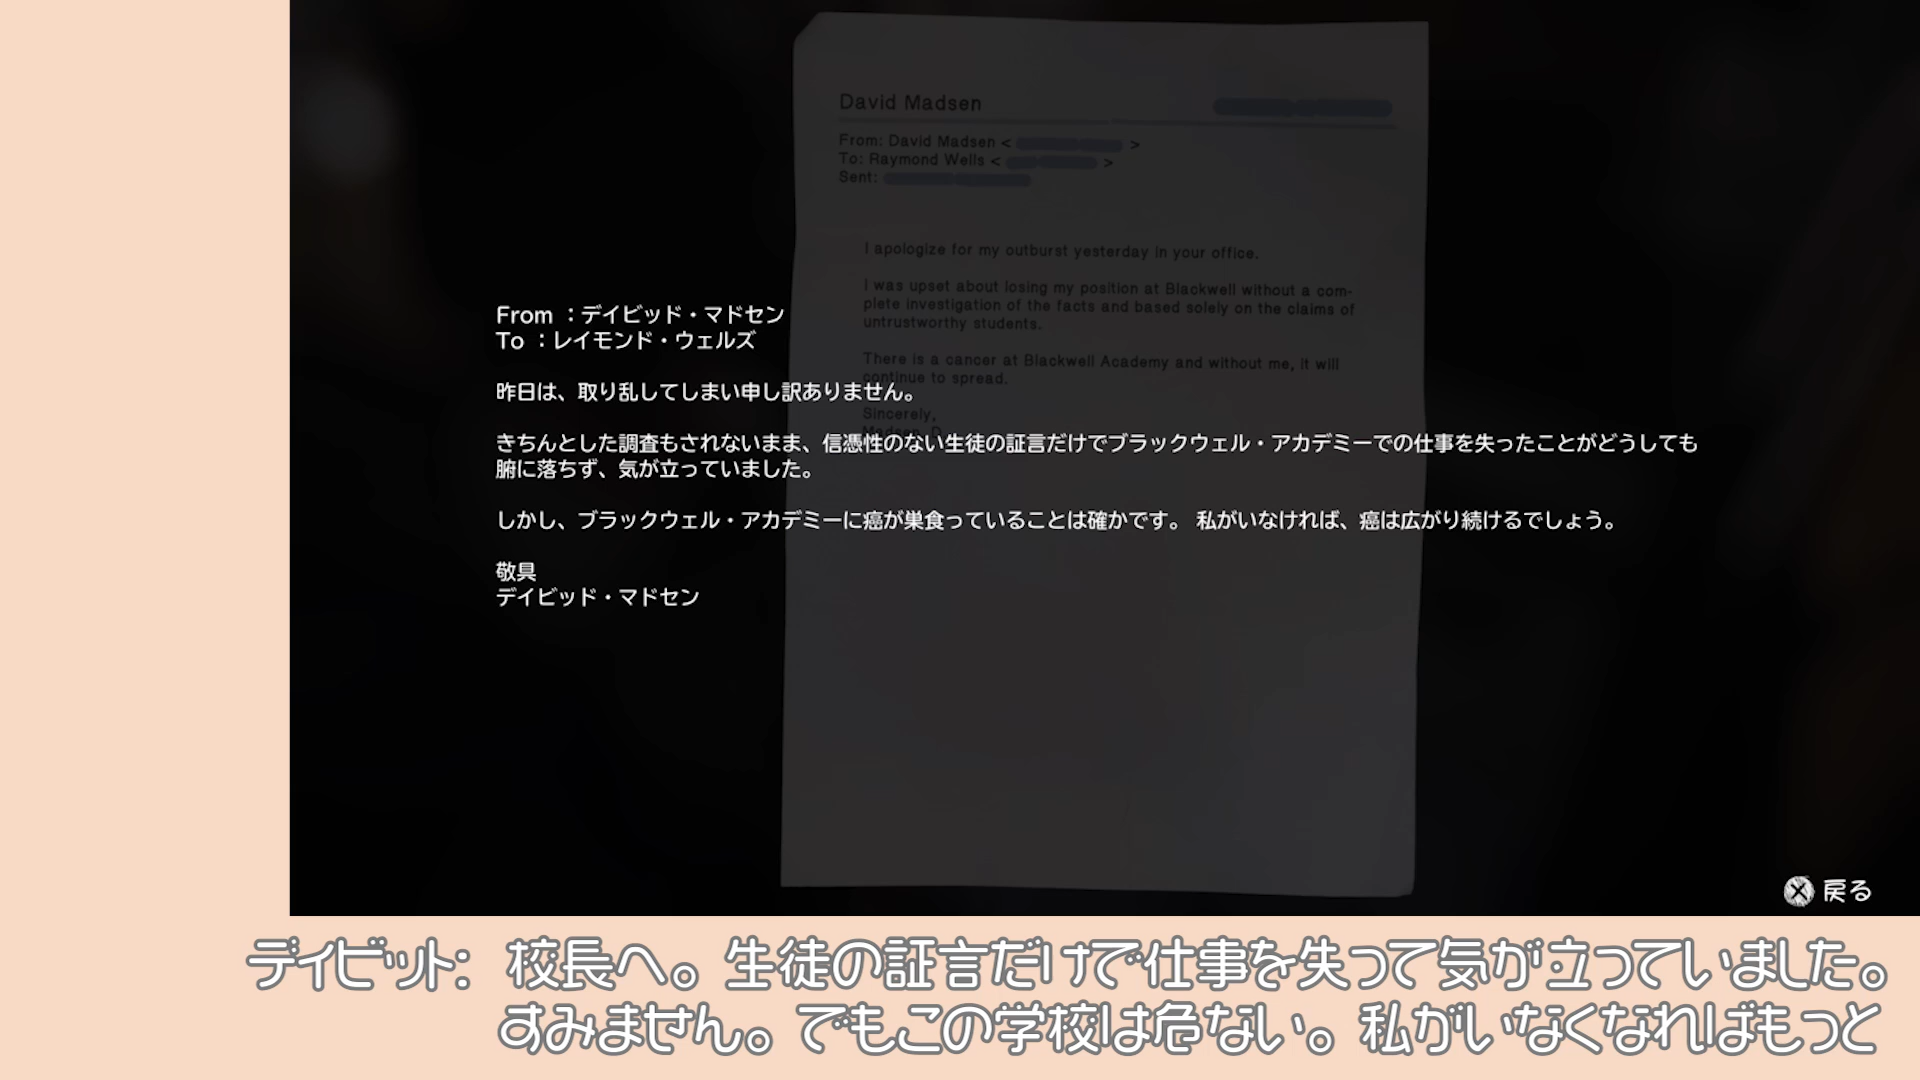 David Madsen
From: David Madsen < >
To: Raymond Wells < >
Sent:
I apologize for my outburst yesterday in your office.
I was upset about losing my position at Blackwell without a com-
plete investigation of the facts and based solely on the claims of
untrustworthy students.
There is a cancer at Blackwell Academy and without me, it will
continue to spread.
Sincerely,
Madsen, D
From ：デイビッド・マドセン
To ：レイモンド・ウェルズ
昨日は、取り乱してしまい申し訳ありません。
きちんとした調査もされないまま、信憑性のない生徒の証言だけでブラックウェル・アカデミーでの仕事を失ったことがどうしても
腑に落ちず、気が立っていました。
しかし、ブラックウェル・アカデミーに癌が巣食っていることは確かです。 私がいなければ、癌は広がり続けるでしょう。
敬具
デイビッド・マドセン
戻る
デイビット： 校長へ。生徒の証言だけで仕事を失って気が立っていました。
すみません。でもこの学校は危ない。私がいなくなればもっと